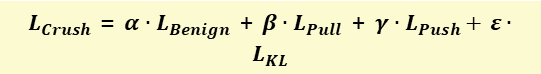 L_Crush = α · L_Benign + β · L_Pull + γ · L_Push + ε ·
L_KL